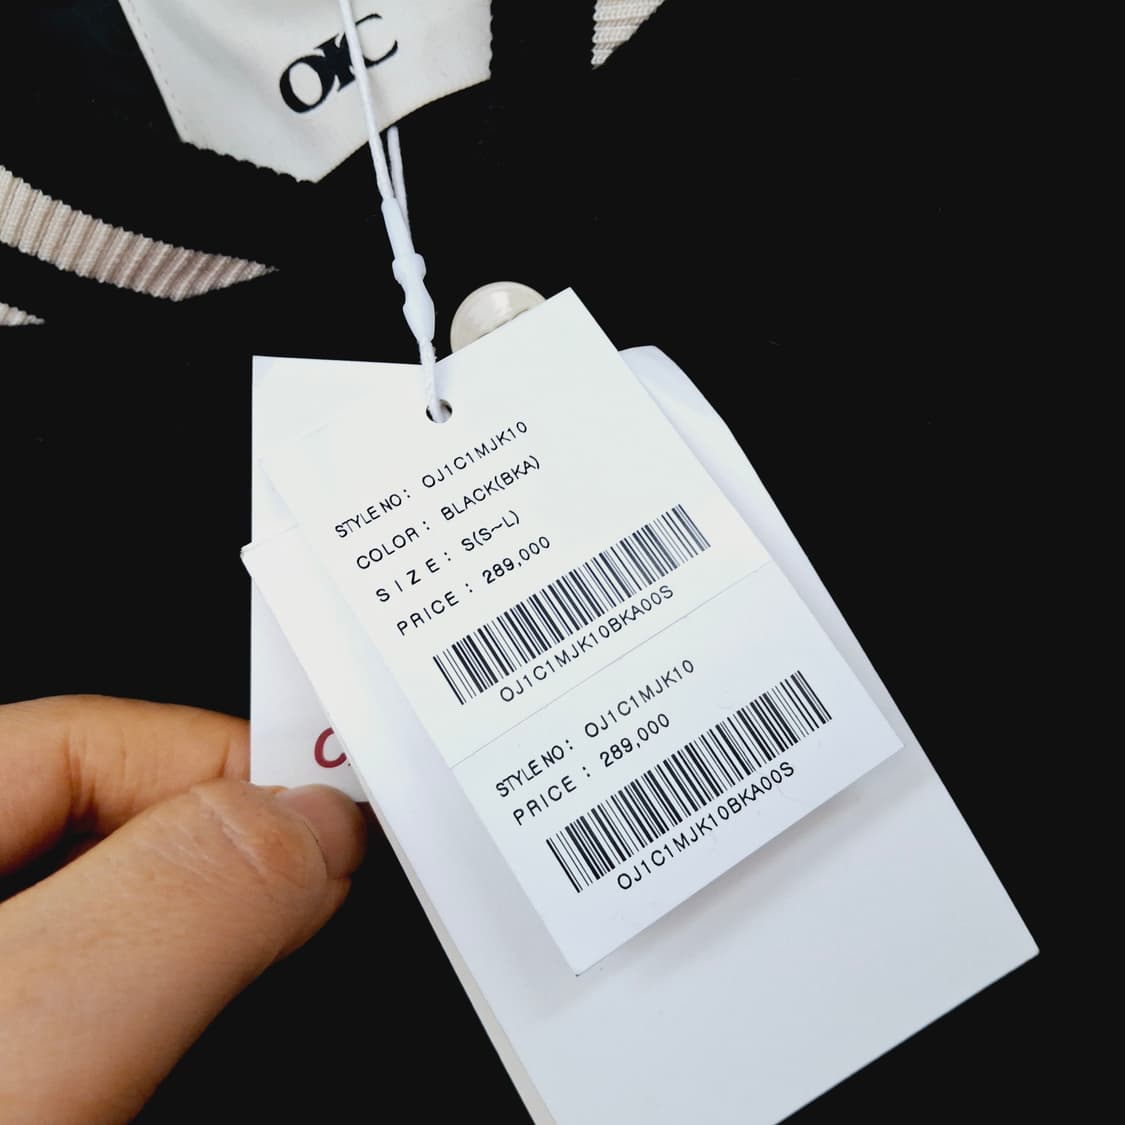 OIC
STYLE NO: OJ1C1MJK10
COLOR: BLACK(BKA)
SIZE: S(S~L)
PRICE: 289,000
OJ1C1MJK10BKA00S
STYLE NO: OJ1C1MJK10
PRICE: 289,000
OJ1C1MJK10BKA00S